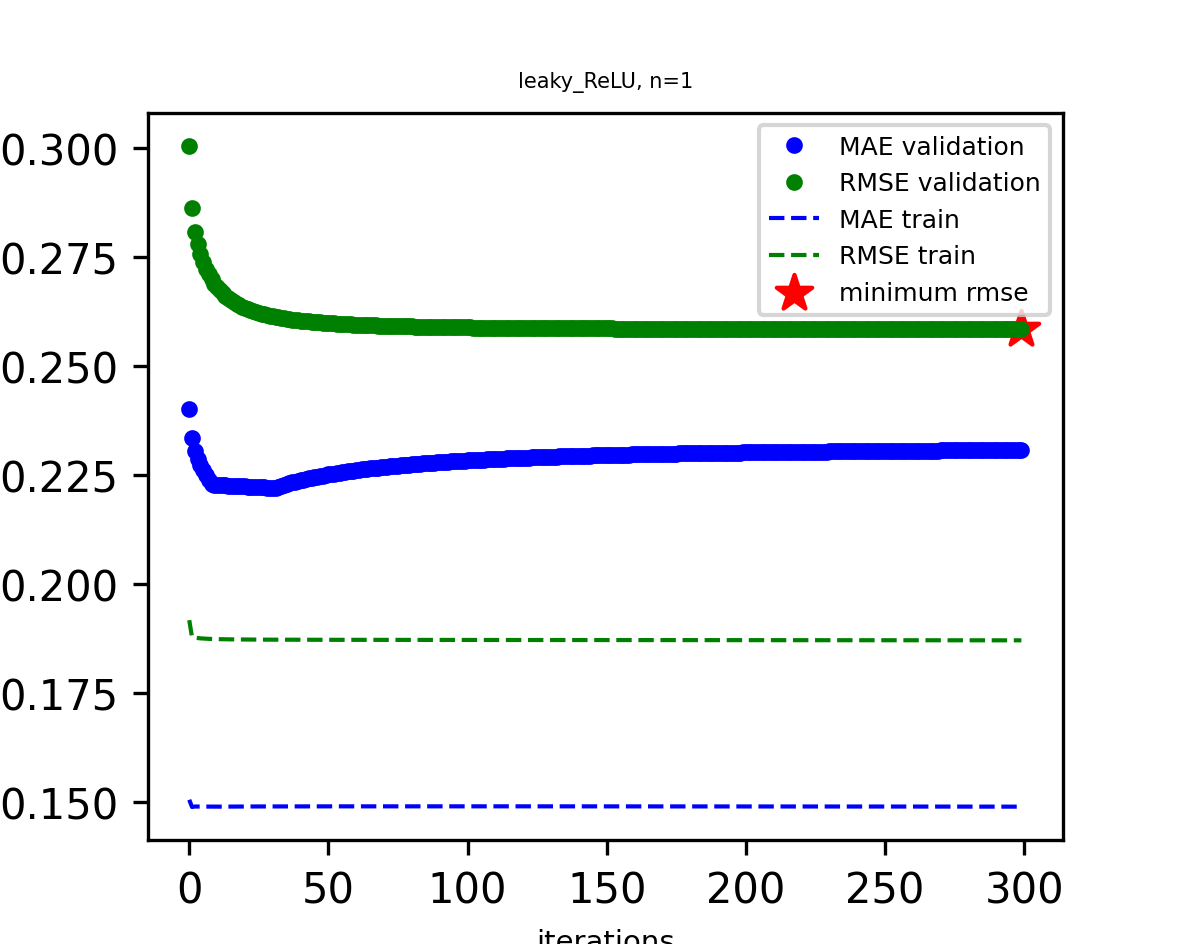 leaky_ReLU, n=1
0.300
0.275
0.250
0.225
0.200
0.175
0.150
MAE validation
RMSE validation
MAE train
RMSE train
minimum rmse
0 50 100 150 200 250 300
iterations